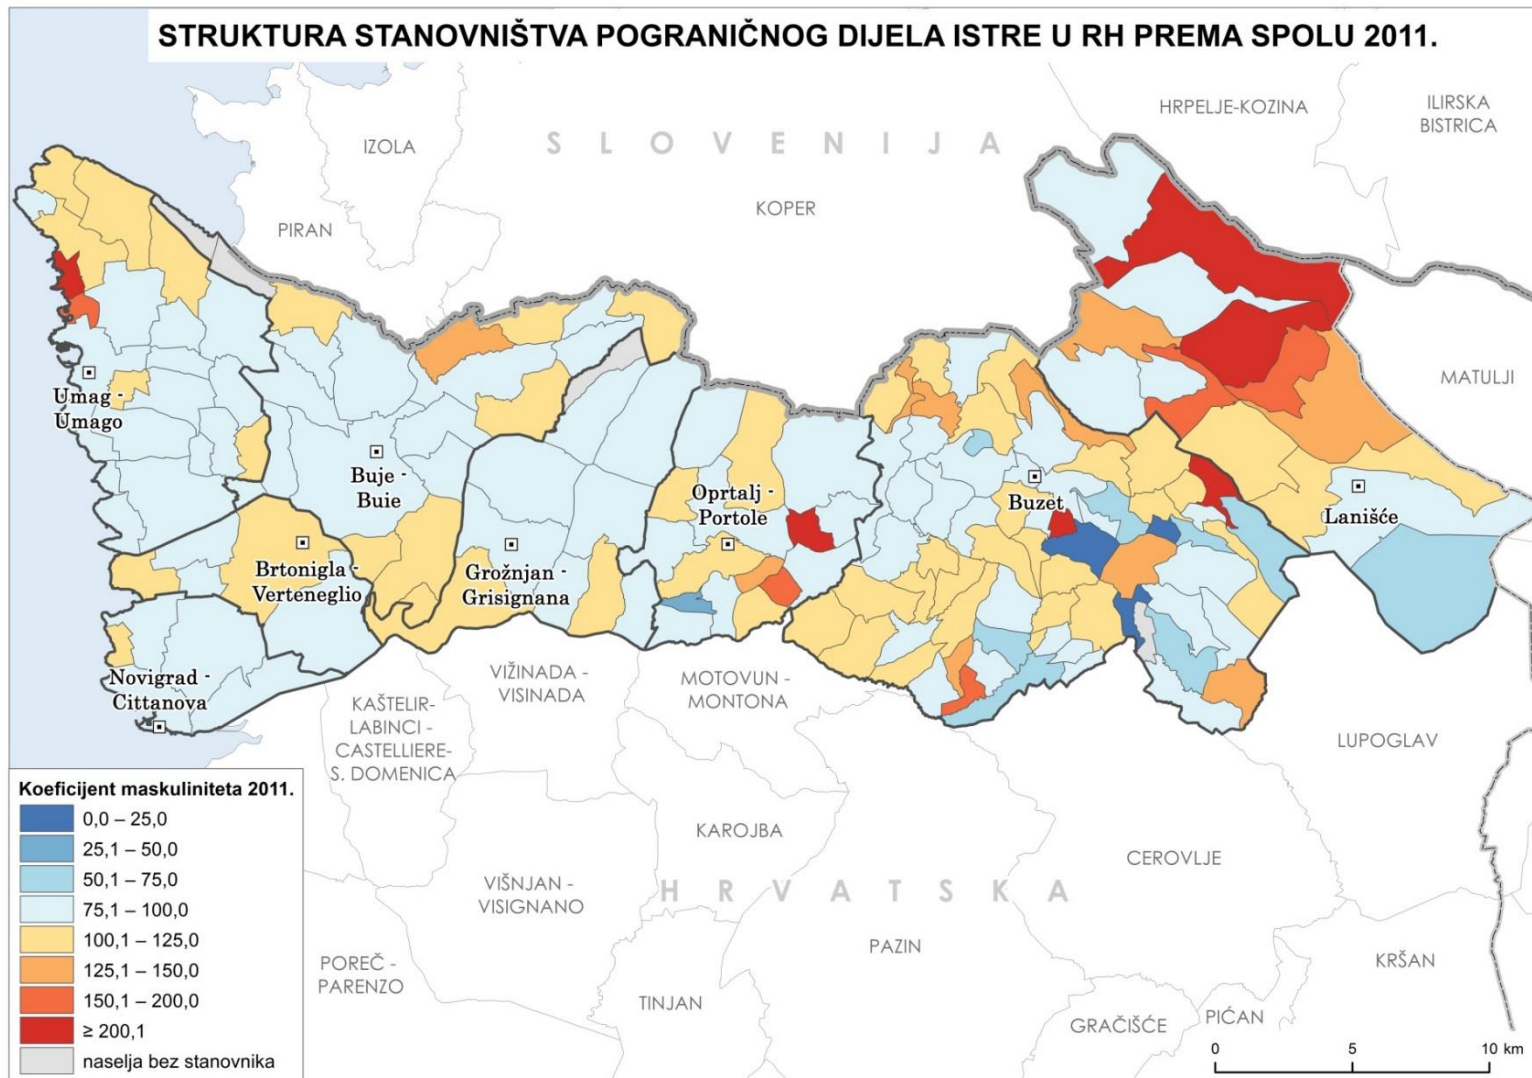 STRUKTURA STANOVNIŠTVA POGRANIČNOG DIJELA ISTRE U RH PREMA SPOLU 2011.
HRPELJE-KOZINA
ILIRSKA
BISTRICA
IZOLA
SLOVENIJA
KOPER
PIRAN
MATULJI
Umag -
Umago
Buje -
Buie
Oprtalj -
Portole
Buzet
Lanišće
Brtonigla -
Verteneglio
Grožnjan -
Grisignana
Novigrad -
Cittanova
VIŽINADA -
VISINADA
MOTOVUN -
MONTONA
KAŠTELIR-
LABINCI -
CASTELLIERE-
S. DOMENICA
LUPOGLAV
KAROJBA
CEROVLJE
VIŠNJAN -
VISIGNANO
HRVATSKA
PAZIN
POREČ -
PARENZO
KRŠAN
TINJAN
GRAČIŠĆE
PIĆAN
Koeficijent maskuliniteta 2011.
0,0 – 25,0
25,1 – 50,0
50,1 – 75,0
75,1 – 100,0
100,1 – 125,0
125,1 – 150,0
150,1 – 200,0
≥ 200,1
naselja bez stanovnika
0 5 10 km